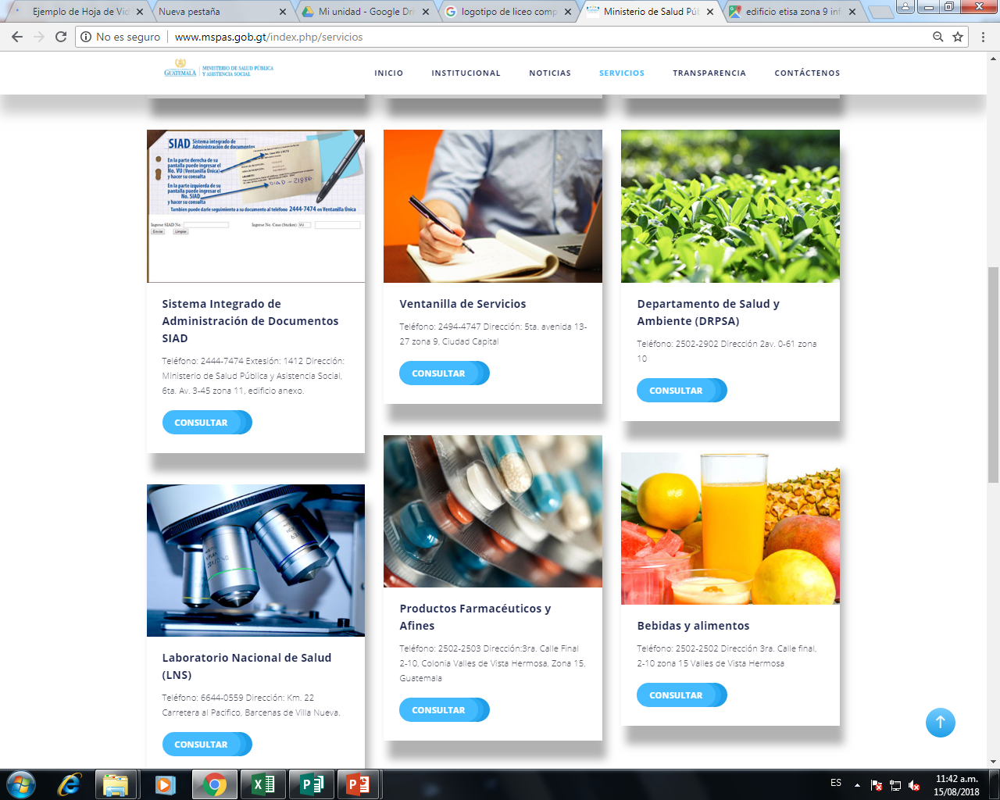 Ejemplo de Hoja de Vid
Nueva pestaña
Mi unidad - Google Dri
logotipo de liceo comp
Ministerio de Salud Púb
edificio etisa zona 9 inf
No es seguro
www.mspas.gob.gt/index.php/servicios
GUATEMALA
MINISTERIO DE SALUD PÚBLICA
Y ASISTENCIA SOCIAL
INICIO
INSTITUCIONAL
NOTICIAS
SERVICIOS
TRANSPARENCIA
CONTÁCTENOS
SIAD Sistema integrado de
Administración de documentos
En la parte derecha de su
pantalla puede ingresar el
No. VU (Ventanilla Única)
y hacer su consulta
En la parte izquierda de su
pantalla puede ingresar el
No. SIAD
y hacer su consulta
SIAD - 21886
Tambien puede darle seguimiento a su documento al teléfono 2444-7474 en Ventanilla Única
Ingrese SIAD No.:
Enviar
Limpiar
Ingrese No. Caso (Sticker)
VU
Sistema Integrado de
Administración de Documentos
SIAD
Teléfono: 2444-7474 Extesión: 1412 Dirección:
Ministerio de Salud Pública y Asistencia Social,
6ta. Av. 3-45 zona 11, edificio anexo.
CONSULTAR
Ventanilla de Servicios
Teléfono: 2494-4747 Dirección: 5ta. avenida 13-
27 zona 9, Ciudad Capital
CONSULTAR
Departamento de Salud y
Ambiente (DRPSA)
Teléfono: 2502-2902 Dirección 2av. 0-61 zona
10
CONSULTAR
Laboratorio Nacional de Salud
(LNS)
Teléfono: 6644-0559 Dirección: Km. 22
Carretera al Pacifico, Barcenas de Villa Nueva.
CONSULTAR
Productos Farmacéuticos y
Afines
Teléfono: 2502-2503 Dirección:3ra. Calle Final
2-10, Colonia Valles de Vista Hermosa, Zona 15,
Guatemala
CONSULTAR
Bebidas y alimentos
Teléfono: 2502-2502 Dirección 3ra. Calle final,
2-10 zona 15 Valles de Vista Hermosa
CONSULTAR
ES
11:42 a.m.
15/08/2018